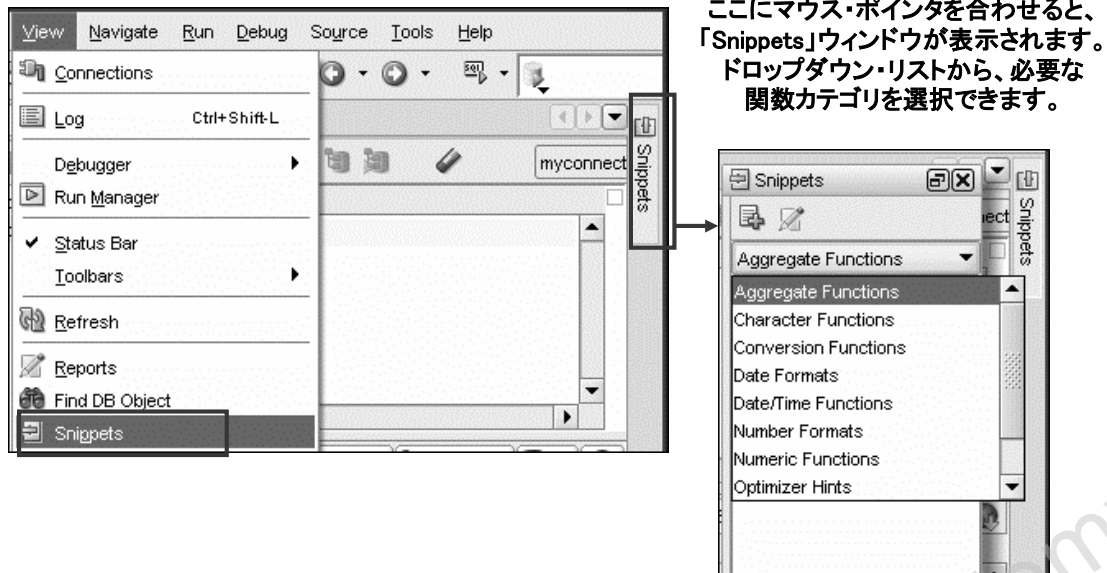 View Navigate Run Debug Source Tools Help
Connections
Log Ctrl+Shift-L
Debugger
Run Manager
Status Bar
Toolbars
Refresh
Reports
Find DB Object
Snippets
SQL
myconnect
Snippets
ここにマウス・ポインタを合わせると、
「Snippets」ウィンドウが表示されます。
ドロップダウン・リストから、必要な
関数カテゴリを選択できます。
Snippets
Aggregate Functions
Aggregate Functions
Character Functions
Conversion Functions
Date Formats
Date/Time Functions
Number Formats
Numeric Functions
Optimizer Hints
nect
Snippets